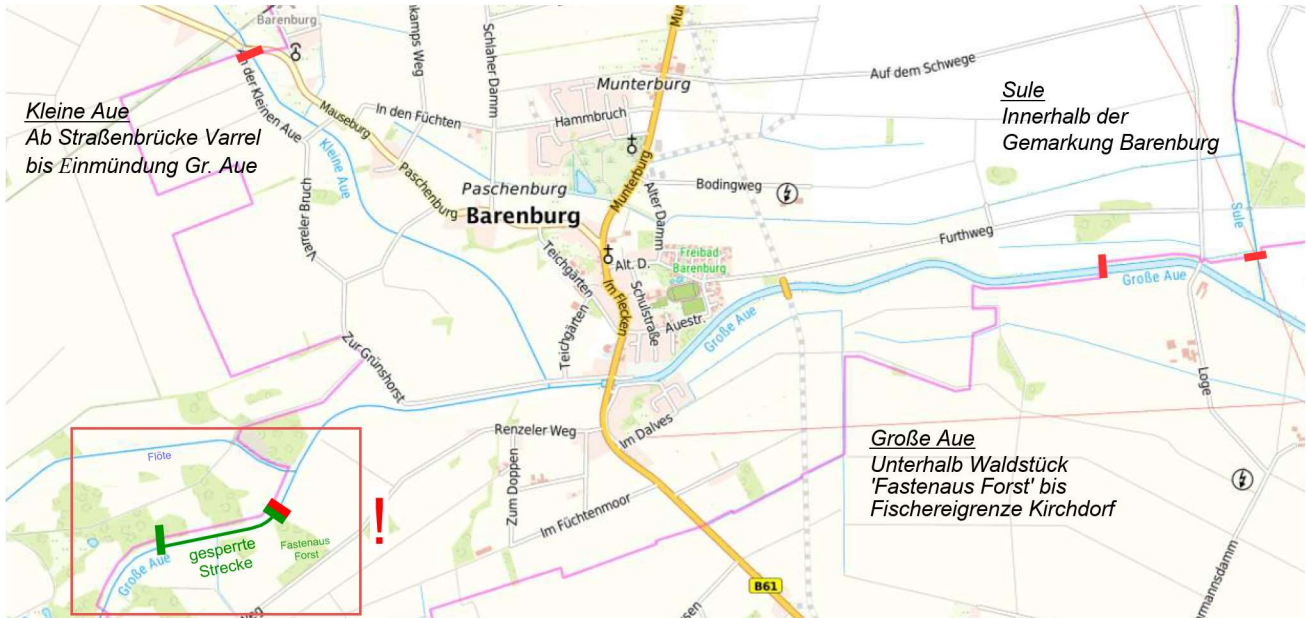 Barenburg
Kleine Aue
Ab Straßenbrücke Varrel
bis Einmündung Gr. Aue
Mauseburg
In den Füchten
Schlaher Damm
Kleine Aue
Paschenburg
Varreler Bruch
Munterburg
Hammbruch
Auf dem Schwege
Sule
Innerhalb der
Gemarkung Barenburg
Paschenburg
Barenburg
Munterburg
Alter Damm
Bodingweg
Furthweg
Sule
Teichgärten
Alt. D.
Freibad
Barenburg
Im Flecken
Schulstraße
Auestr.
Große Aue
Große Aue
Teichgärten
Zur Grünshorst
Loge
Renzeler Weg
Im Dalves
Zum Doppen
Im Füchtenmoor
B61
Große Aue
Unterhalb Waldstück
'Fastenaus Forst' bis
Fischereigrenze Kirchdorf
Flöte
!
gesperrte
Strecke
Fastenaus
Forst
Große Aue